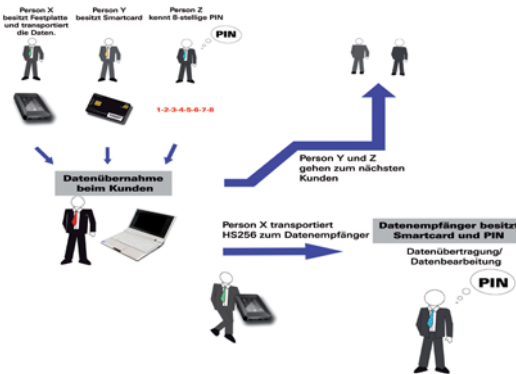 Person X
besitzt Festplatte
und transportiert
die Daten.
Person Y
besitzt Smartcard
Person Z
kennt 8-stellige PIN
PIN
1-2-3-4-5-6-7-8
Datenübernahme
beim Kunden
Person Y und Z
gehen zum nächsten
Kunden
Person X transportiert
HS256 zum Datenempfänger
Datenempfänger besitzt
Smartcard und PIN
Datenübertragung/
Datenbearbeitung
PIN